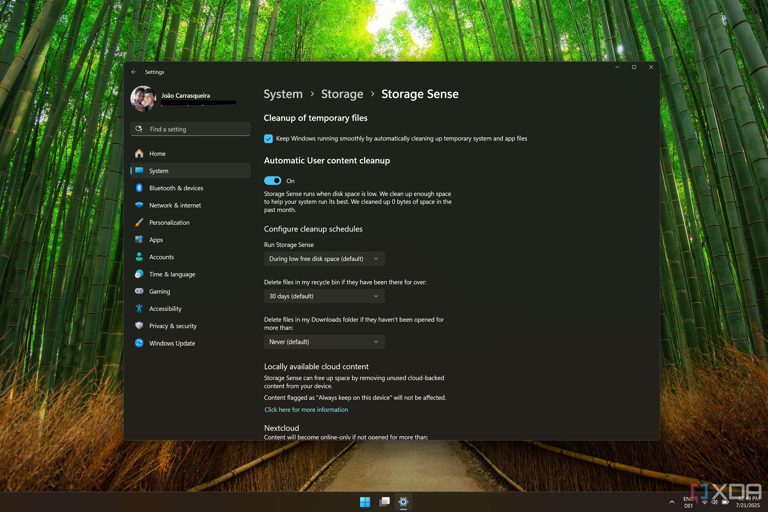 Settings
João Carrasqueira
Find a setting
Home
System
Bluetooth & devices
Network & internet
Personalization
Apps
Accounts
Time & language
Gaming
Accessibility
Privacy & security
Windows Update
System > Storage > Storage Sense
Cleanup of temporary files
Keep Windows running smoothly by automatically cleaning up temporary system and app files
Automatic User content cleanup
On
Storage Sense runs when disk space is low. We clean up enough space
to help your system run its best. We cleaned up 0 bytes of space in the
past month.
Configure cleanup schedules
Run Storage Sense
During low free disk space (default)
Delete files in my recycle bin if they have been there for over:
30 days (default)
Delete files in my Downloads folder if they haven't been opened for
more than:
Never (default)
Locally available cloud content
Storage Sense can free up space by removing unused cloud-backed
content from your device.
Content flagged as "Always keep on this device" will not be affected.
Click here for more information
Nextcloud
Content will become online-only if not opened for more than:
ENG
DE1
PM
7/21/2025
XDA